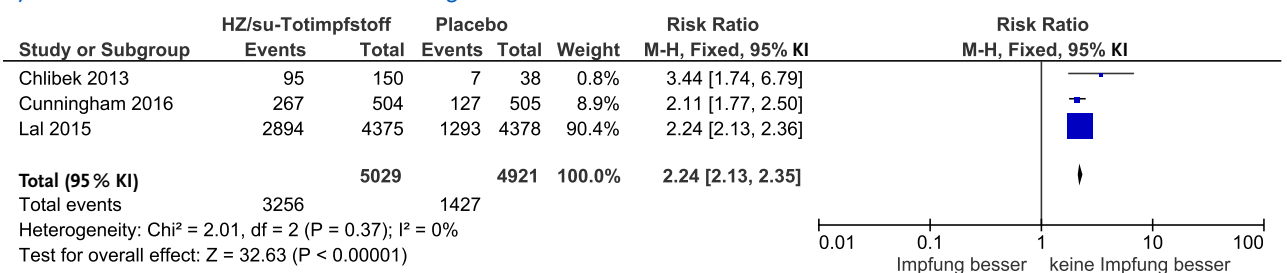 HZ/su-Totimpfstoff Placebo Risk Ratio Risk Ratio
Study or Subgroup Events Total Events Total Weight M-H, Fixed, 95% KI M-H, Fixed, 95% KI
Chlibek 2013 95 150 7 38 0.8% 3.44 [1.74, 6.79]
Cunningham 2016 267 504 127 505 8.9% 2.11 [1.77, 2.50]
Lal 2015 2894 4375 1293 4378 90.4% 2.24 [2.13, 2.36]
Total (95 % KI) 5029 4921 100.0% 2.24 [2.13, 2.35]
Total events 3256 1427
Heterogeneity: Chi² = 2.01, df = 2 (P = 0.37); I² = 0%
Test for overall effect: Z = 32.63 (P < 0.00001)
0.01 0.1 1 10 100
Impfung besser keine Impfung besser